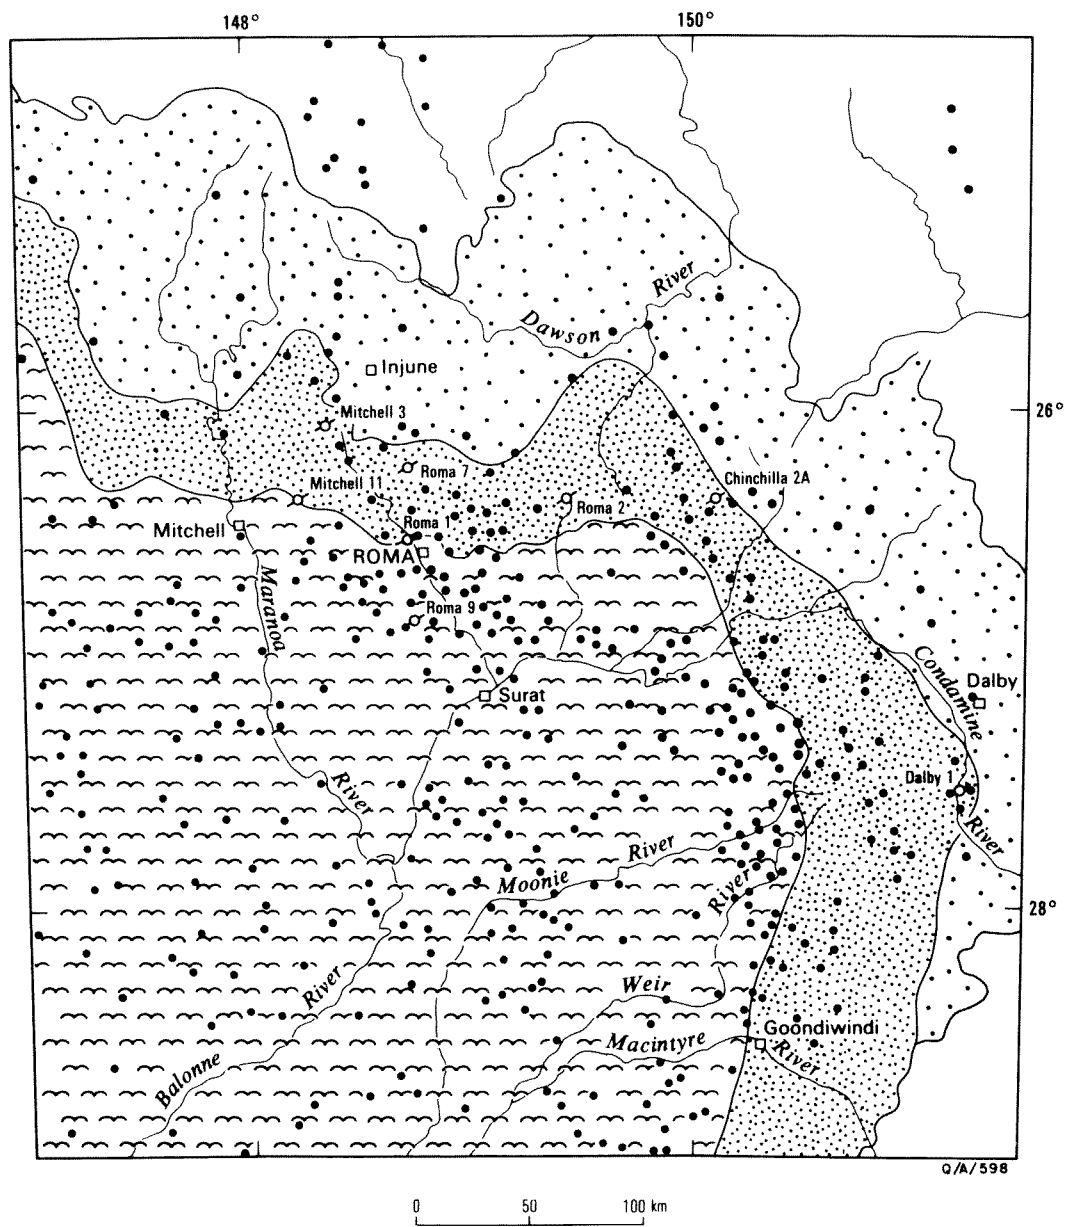 148°
150°
River
Dawson
Injune
26°
Mitchell 3
Roma 7
Chinchilla 2A
Mitchell 11
Roma 2
Roma 1
Mitchell
ROMA
Maranoa
Roma 9
Condamine
Dalby
Surat
Dalby 1
River
River
River
Moonie
River
28°
River
Weir
Goondiwindi
Macintyre
River
Balonne
Q/A/598
0 50 100 km